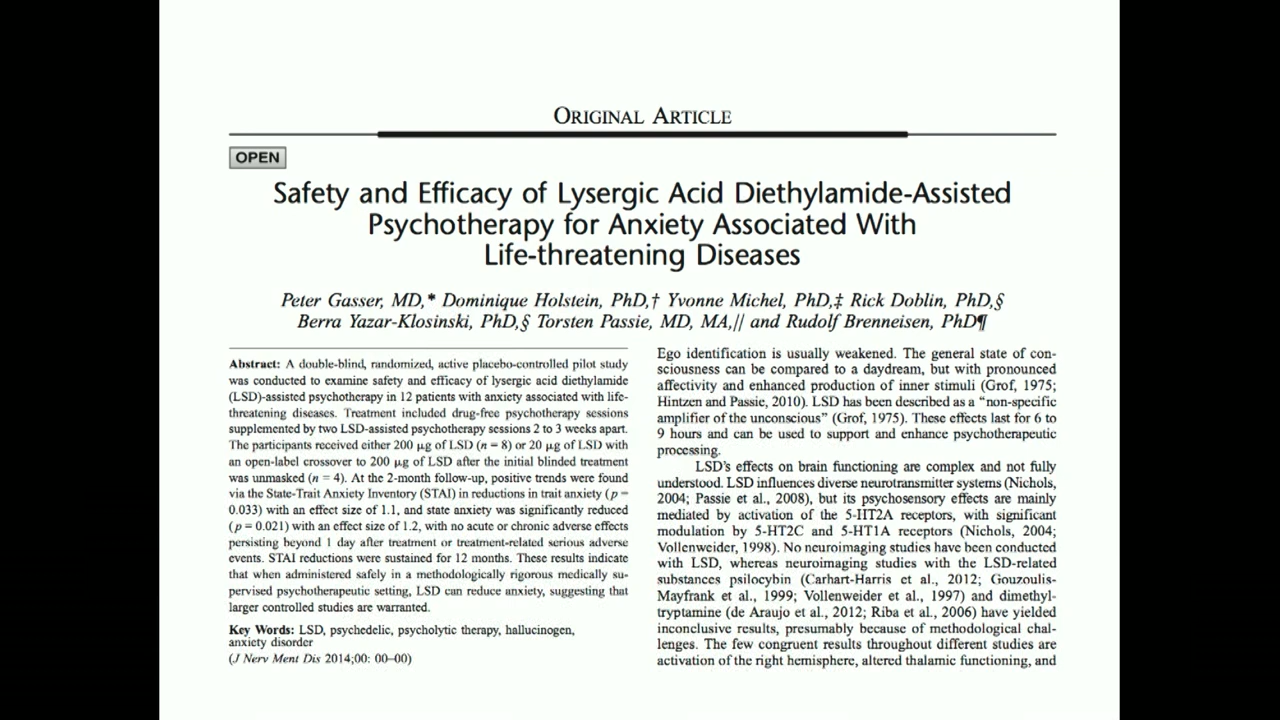 ORIGINAL ARTICLE
OPEN
Safety and Efficacy of Lysergic Acid Diethylamide-Assisted
Psychotherapy for Anxiety Associated With
Life-threatening Diseases
Peter Gasser, MD,* Dominique Holstein, PhD,† Yvonne Michel, PhD,‡ Rick Doblin, PhD,§
Berra Yazar-Klosinski, PhD,§ Torsten Passie, MD, MA,|| and Rudolf Brenneisen, PhD¶
Abstract: A double-blind, randomized, active placebo-controlled pilot study
was conducted to examine safety and efficacy of lysergic acid diethylamide
(LSD)-assisted psychotherapy in 12 patients with anxiety associated with life-
threatening diseases. Treatment included drug-free psychotherapy sessions
supplemented by two LSD-assisted psychotherapy sessions 2 to 3 weeks apart.
The participants received either 200 μg of LSD (n = 8) or 20 μg of LSD with
an open-label crossover to 200 μg of LSD after the initial blinded treatment
was unmasked (n = 4). At the 2-month follow-up, positive trends were found
via the State-Trait Anxiety Inventory (STAI) in reductions in trait anxiety (p =
0.033) with an effect size of 1.1, and state anxiety was significantly reduced
(p = 0.021) with an effect size of 1.2, with no acute or chronic adverse effects
persisting beyond 1 day after treatment or treatment-related serious adverse
events. STAI reductions were sustained for 12 months. These results indicate
that when administered safely in a methodologically rigorous medically su-
pervised psychotherapeutic setting, LSD can reduce anxiety, suggesting that
larger controlled studies are warranted.
Key Words: LSD, psychedelic, psycholytic therapy, hallucinogen,
anxiety disorder
(J Nerv Ment Dis 2014;00: 00–00)
Ego identification is usually weakened. The general state of con-
sciousness can be compared to a daydream, but with pronounced
affectivity and enhanced production of inner stimuli (Grof, 1975;
Hintzen and Passie, 2010). LSD has been described as a "non-specific
amplifier of the unconscious" (Grof, 1975). These effects last for 6 to
9 hours and can be used to support and enhance psychotherapeutic
processing.
LSD's effects on brain functioning are complex and not fully
understood. LSD influences diverse neurotransmitter systems (Nichols,
2004; Passie et al., 2008), but its psychosensory effects are mainly
mediated by activation of the 5-HT2A receptors, with significant
modulation by 5-HT2C and 5-HT1A receptors (Nichols, 2004;
Vollenweider, 1998). No neuroimaging studies have been conducted
with LSD, whereas neuroimaging studies with the LSD-related
substances psilocybin (Carhart-Harris et al., 2012; Gouzoulis-
Mayfrank et al., 1999; Vollenweider et al., 1997) and dimethyl-
tryptamine (de Araujo et al., 2012; Riba et al., 2006) have yielded
inconclusive results, presumably because of methodological chal-
lenges. The few congruent results throughout different studies are
activation of the right hemisphere, altered thalamic functioning, and